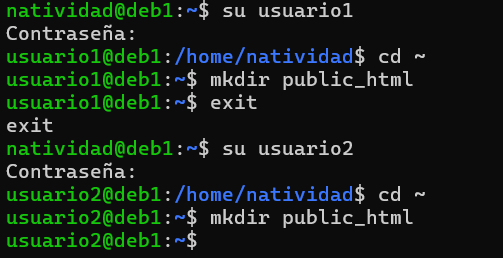 natividad@deb1:~$ su usuario1
Contraseña:
usuario1@deb1:/home/natividad$ cd ~
usuario1@deb1:~$ mkdir public_html
usuario1@deb1:~$ exit
exit
natividad@deb1:~$ su usuario2
Contraseña:
usuario2@deb1:/home/natividad$ cd ~
usuario2@deb1:~$ mkdir public_html
usuario2@deb1:~$